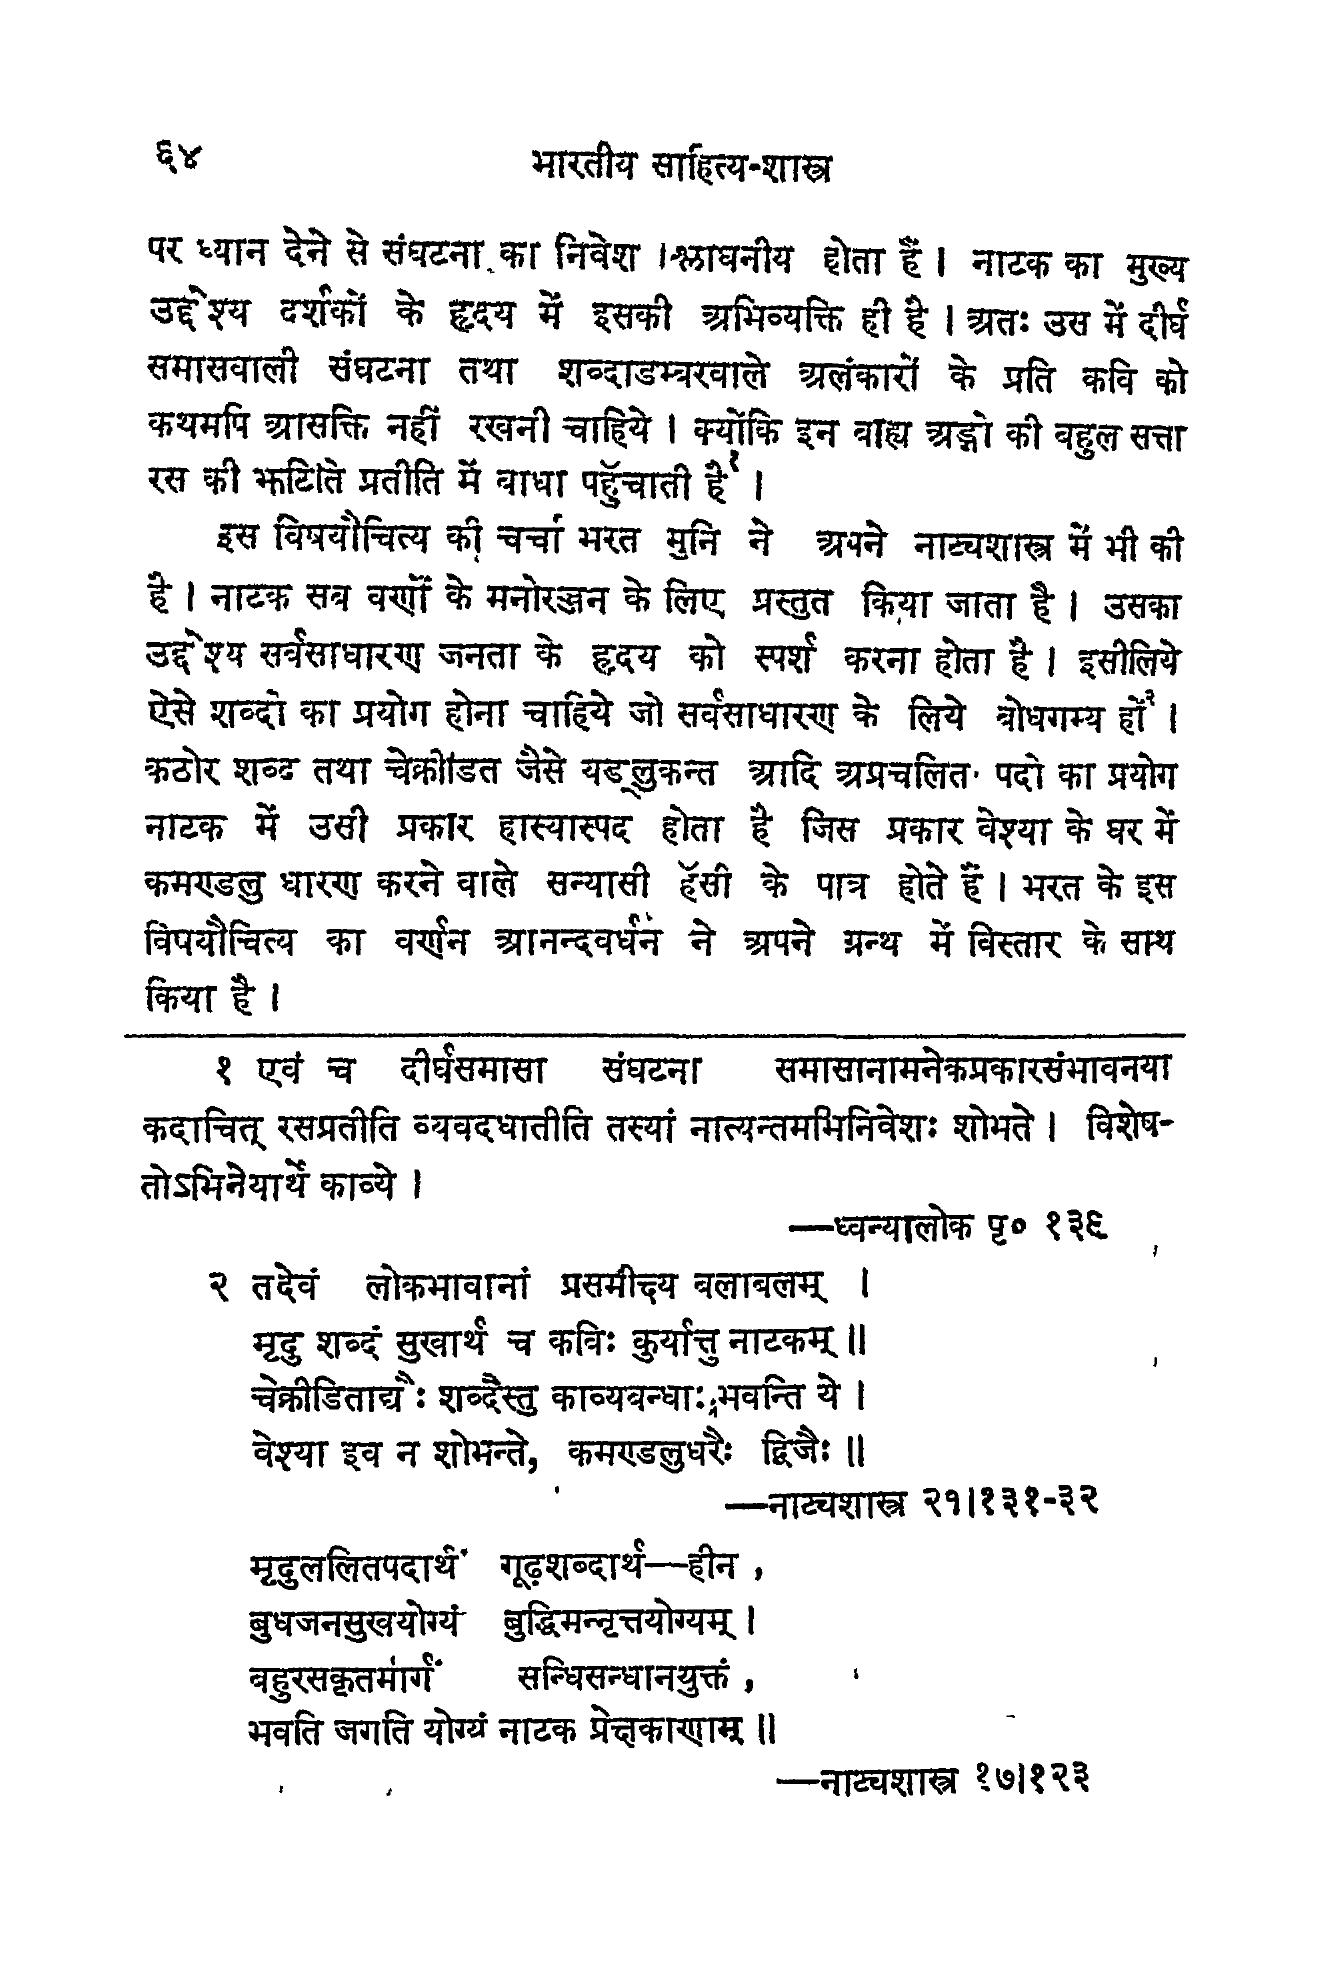 ६४ भारतीय साहित्य-शास्त्र
पर ध्यान देने से संघटना का निवेश श्लाघनीय होता हैं । नाटक का मुख्य
उद्देश्य दर्शकों के हृदय में इसकी अभिव्यक्ति ही है । अतः उस में दीर्घ
समासवाली संघटना तथा शब्दाडम्बरवाले अलंकारों के प्रति कवि को
कथमपि आसक्ति नहीं रखनी चाहिये । क्योंकि इन बाह्य अङ्गो की बहुल सत्ता
रस की झटिति प्रतीति में बाधा पहुँचाती है१ ।
इस विषयौचित्य की चर्चा भरत मुनि ने अपने नाट्यशास्त्र में भी की
है । नाटक सब वर्णों के मनोरञ्जन के लिए प्रस्तुत किया जाता है । उसका
उद्देश्य सर्वसाधारण जनता के हृदय को स्पर्श करना होता है । इसीलिये
ऐसे शब्दो का प्रयोग होना चाहिये जो सर्वसाधारण के लिये बोधगम्य हों२ ।
कठोर शब्द तथा चेक्रीडित जैसे यङ्लुकन्त आदि अप्रचलित पदो का प्रयोग
नाटक में उसी प्रकार हास्यास्पद होता है जिस प्रकार वेश्या के घर में
कमण्डलु धारण करने वाले सन्यासी हँसी के पात्र होते हैं । भरत के इस
विषयौचित्य का वर्णन आनन्दवर्धन ने अपने ग्रन्थ में विस्तार के साथ
किया है ।
१ एवं च दीर्घसमासा संघटना समासानामनेकप्रकारसंभावनया
कदाचित् रसप्रतीति व्यवदधातीति तस्यां नात्यन्तमभिनिवेशः शोभते । विशेष-
तोऽभिनेयार्थे काव्ये ।
—ध्वन्यालोक पृ० १३९
२ तदेवं लोकभावानां प्रसमीक्ष्य बलाबलम् ।
मृदु शब्दं सुखार्थं च कविः कुर्यात्तु नाटकम् ॥
चेक्रीडिताद्यैः शब्दैस्तु काव्यबन्धाः भवन्ति ये ।
वेश्या इव न शोभन्ते, कमण्डलुधरैः द्विजैः ॥
—नाट्यशास्त्र २१।१३१-३२
मृदुललितपदार्थं गूढ़शब्दार्थ—हीन ,
बुधजनसुखयोग्यं बुद्धिमन्नृत्तयोग्यम् ।
बहुरसकृतमार्गं सन्धिसन्धानयुक्तं ,
भवति जगति योग्यं नाटक प्रेक्षकाणाम् ॥
—नाट्यशास्त्र १७।१२३